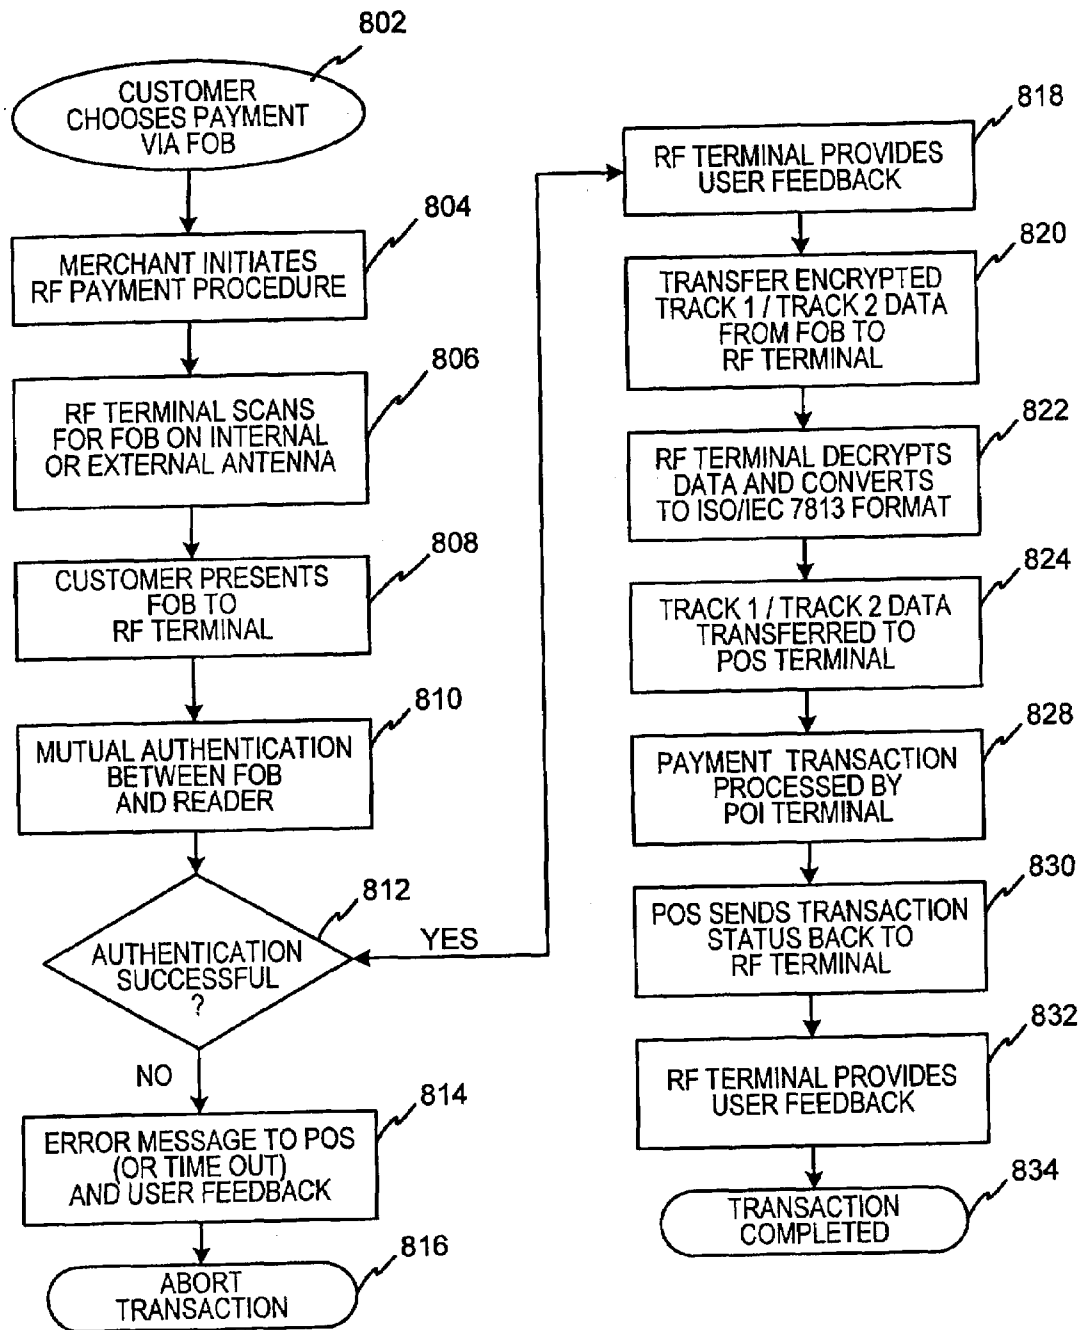 802
CUSTOMER
CHOOSES PAYMENT
VIA FOB
804
MERCHANT INITIATES
RF PAYMENT PROCEDURE
806
RF TERMINAL SCANS
FOR FOB ON INTERNAL
OR EXTERNAL ANTENNA
808
CUSTOMER PRESENTS
FOB TO
RF TERMINAL
810
MUTUAL AUTHENTICATION
BETWEEN FOB
AND READER
812
AUTHENTICATION
SUCCESSFUL
?
YES
NO
814
ERROR MESSAGE TO POS
(OR TIME OUT)
AND USER FEEDBACK
816
ABORT
TRANSACTION
818
RF TERMINAL PROVIDES
USER FEEDBACK
820
TRANSFER ENCRYPTED
TRACK 1 / TRACK 2 DATA
FROM FOB TO
RF TERMINAL
822
RF TERMINAL DECRYPTS
DATA AND CONVERTS
TO ISO/IEC 7813 FORMAT
824
TRACK 1 / TRACK 2 DATA
TRANSFERRED TO
POS TERMINAL
828
PAYMENT TRANSACTION
PROCESSED BY
POI TERMINAL
830
POS SENDS TRANSACTION
STATUS BACK TO
RF TERMINAL
832
RF TERMINAL PROVIDES
USER FEEDBACK
834
TRANSACTION
COMPLETED